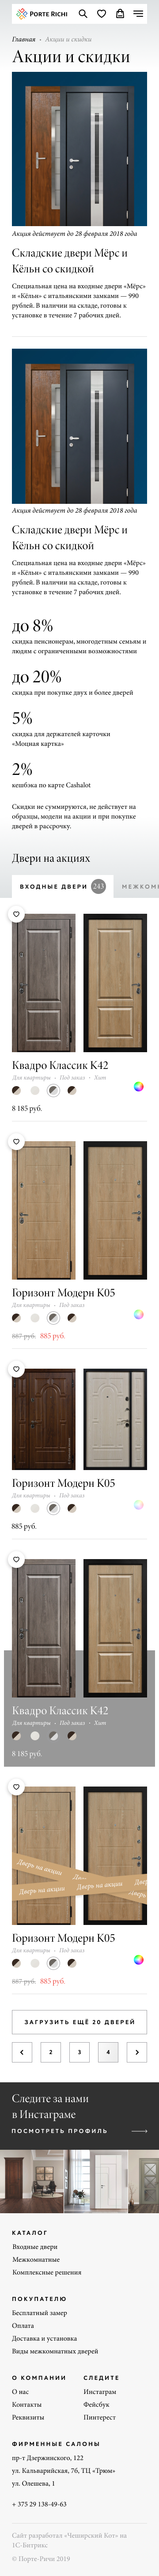 PORTE RICHI
Главная • Акции и скидки
Акции и скидки
Акция действует до 28 февраля 2018 года
Складские двери Мёрс и
Кёльн со скидкой
Специальная цена на входные двери «Мёрс»
и «Кёльн» с итальянскими замками — 990
рублей. В наличии на складе, готовы к
установке в течение 7 рабочих дней.
Акция действует до 28 февраля 2018 года
Складские двери Мёрс и
Кёльн со скидкой
Специальная цена на входные двери «Мёрс»
и «Кёльн» с итальянскими замками — 990
рублей. В наличии на складе, готовы к
установке в течение 7 рабочих дней.
до 8%
скидка пенсионерам, многодетным семьям и
людям с ограниченными возможностями
до 20%
скидка при покупке двух и более дверей
5%
скидка для держателей карточки
«Моцная картка»
2%
кешбэка по карте Cashalot
Скидки не суммируются, не действует на
образцы, модели на акции и при покупке
дверей в рассрочку.
Двери на акциях
ВХОДНЫЕ ДВЕРИ 243 МЕЖКОМ
Квадро Классик К42
Для квартиры • Под заказ • Хит
8 185 руб.
Горизонт Модерн К05
Для квартиры • Под заказ
887 руб. 885 руб.
Горизонт Модерн К05
Для квартиры • Под заказ
885 руб.
Квадро Классик К42
Для квартиры • Под заказ • Хит
8 185 руб.
Дверь на акции
Дверь на акции Дверь на акции
Горизонт Модерн К05
Для квартиры • Под заказ
887 руб. 885 руб.
ЗАГРУЗИТЬ ЕЩЁ 20 ДВЕРЕЙ
2 3 4
Следите за нами
в Инстаграме
ПОСМОТРЕТЬ ПРОФИЛЬ
КАТАЛОГ
Входные двери
Межкомнатные
Комплексные решения
ПОКУПАТЕЛЮ
Бесплатный замер
Оплата
Доставка и установка
Виды межкомнатных дверей
О КОМПАНИИ СЛЕДИТЕ
О нас Инстаграм
Контакты Фейсбук
Реквизиты Пинтерест
ФИРМЕННЫЕ САЛОНЫ
пр-т Дзержинского, 122
ул. Кальварийская, 7б, ТЦ «Трюм»
ул. Олешева, 1
+ 375 29 138-49-63
Сайт разработал «Чеширский Кот» на
1С-Битрикс
© Порте-Ричи 2019